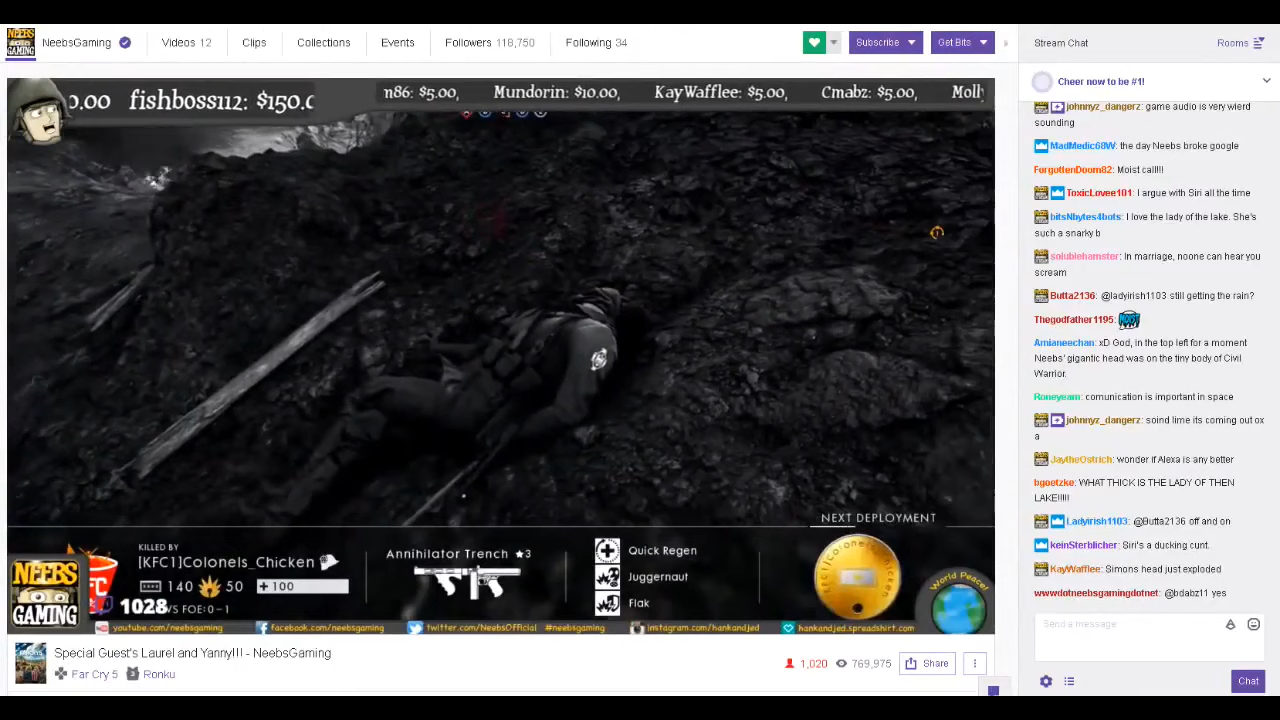 NeebsGaming
Videos 12
Clips
Collections
Events
Followers 118,750
Following 34
Subscribe
Get Bits
Stream Chat
Rooms
NEEBS
GAMING
0.00 fishboss112: $150.0
n86: $5.00, Mundorin: $10.00, KayWafflee: $5.00, Cmabz: $5.00, Moll
Cheer now to be #1!
johnnyz_dangerz: game audio is very wierd
sounding
MadMedic68W: the day Neebs broke google
ForgottenDoom82: Moist call!!!!
ToxicLovee101: I argue with Siri all the time
bitsNbytes4bots: I love the lady of the lake. She's
such a snarky b
solublehamster: In marriage, noone can hear you
scream
Butta2136: @ladyirish1103 still getting the rain?
Thegodfather1195:
Amianeechan: xD God, in the top left for a moment
Neebs' gigantic head was on the tiny body of Civil
Warrior.
Roneyeam: comunication is important in space
johnnyz_dangerz: soind lime its coming out ox
a
JaytheOstrich: wonder if Alexa is any better
bgoetzke: WHAT THICK IS THE LADY OF THEN
LAKE!!!!!
Ladyirish1103: @Butta2136 off and on
keinSterblicher: Siri's a ducking cunt.
KayWafflee: Simons head just exploded
wwwdotneebsgamingdotnet: @bdabz11 yes
Send a message
Chat
NEXT DEPLOYMENT
KILLED BY
[KFC1]Colonels_Chicken
140 50 +100
1028 VS FOE: 0-1
Annihilator Trench ★3
Quick Regen
Juggernaut
Flak
World Peace!
NEEBS
GAMING
youtube.com/neebsgaming
facebook.com/neebsgaming
twitter.com/NeebsOfficial #neebsgaming
instagram.com/hankandjed
hankandjed.spreadshirt.com
Special Guest's Laurel and Yanny!!! - NeebsGaming
Far Cry 5
Ronku
1,020
769,975
Share